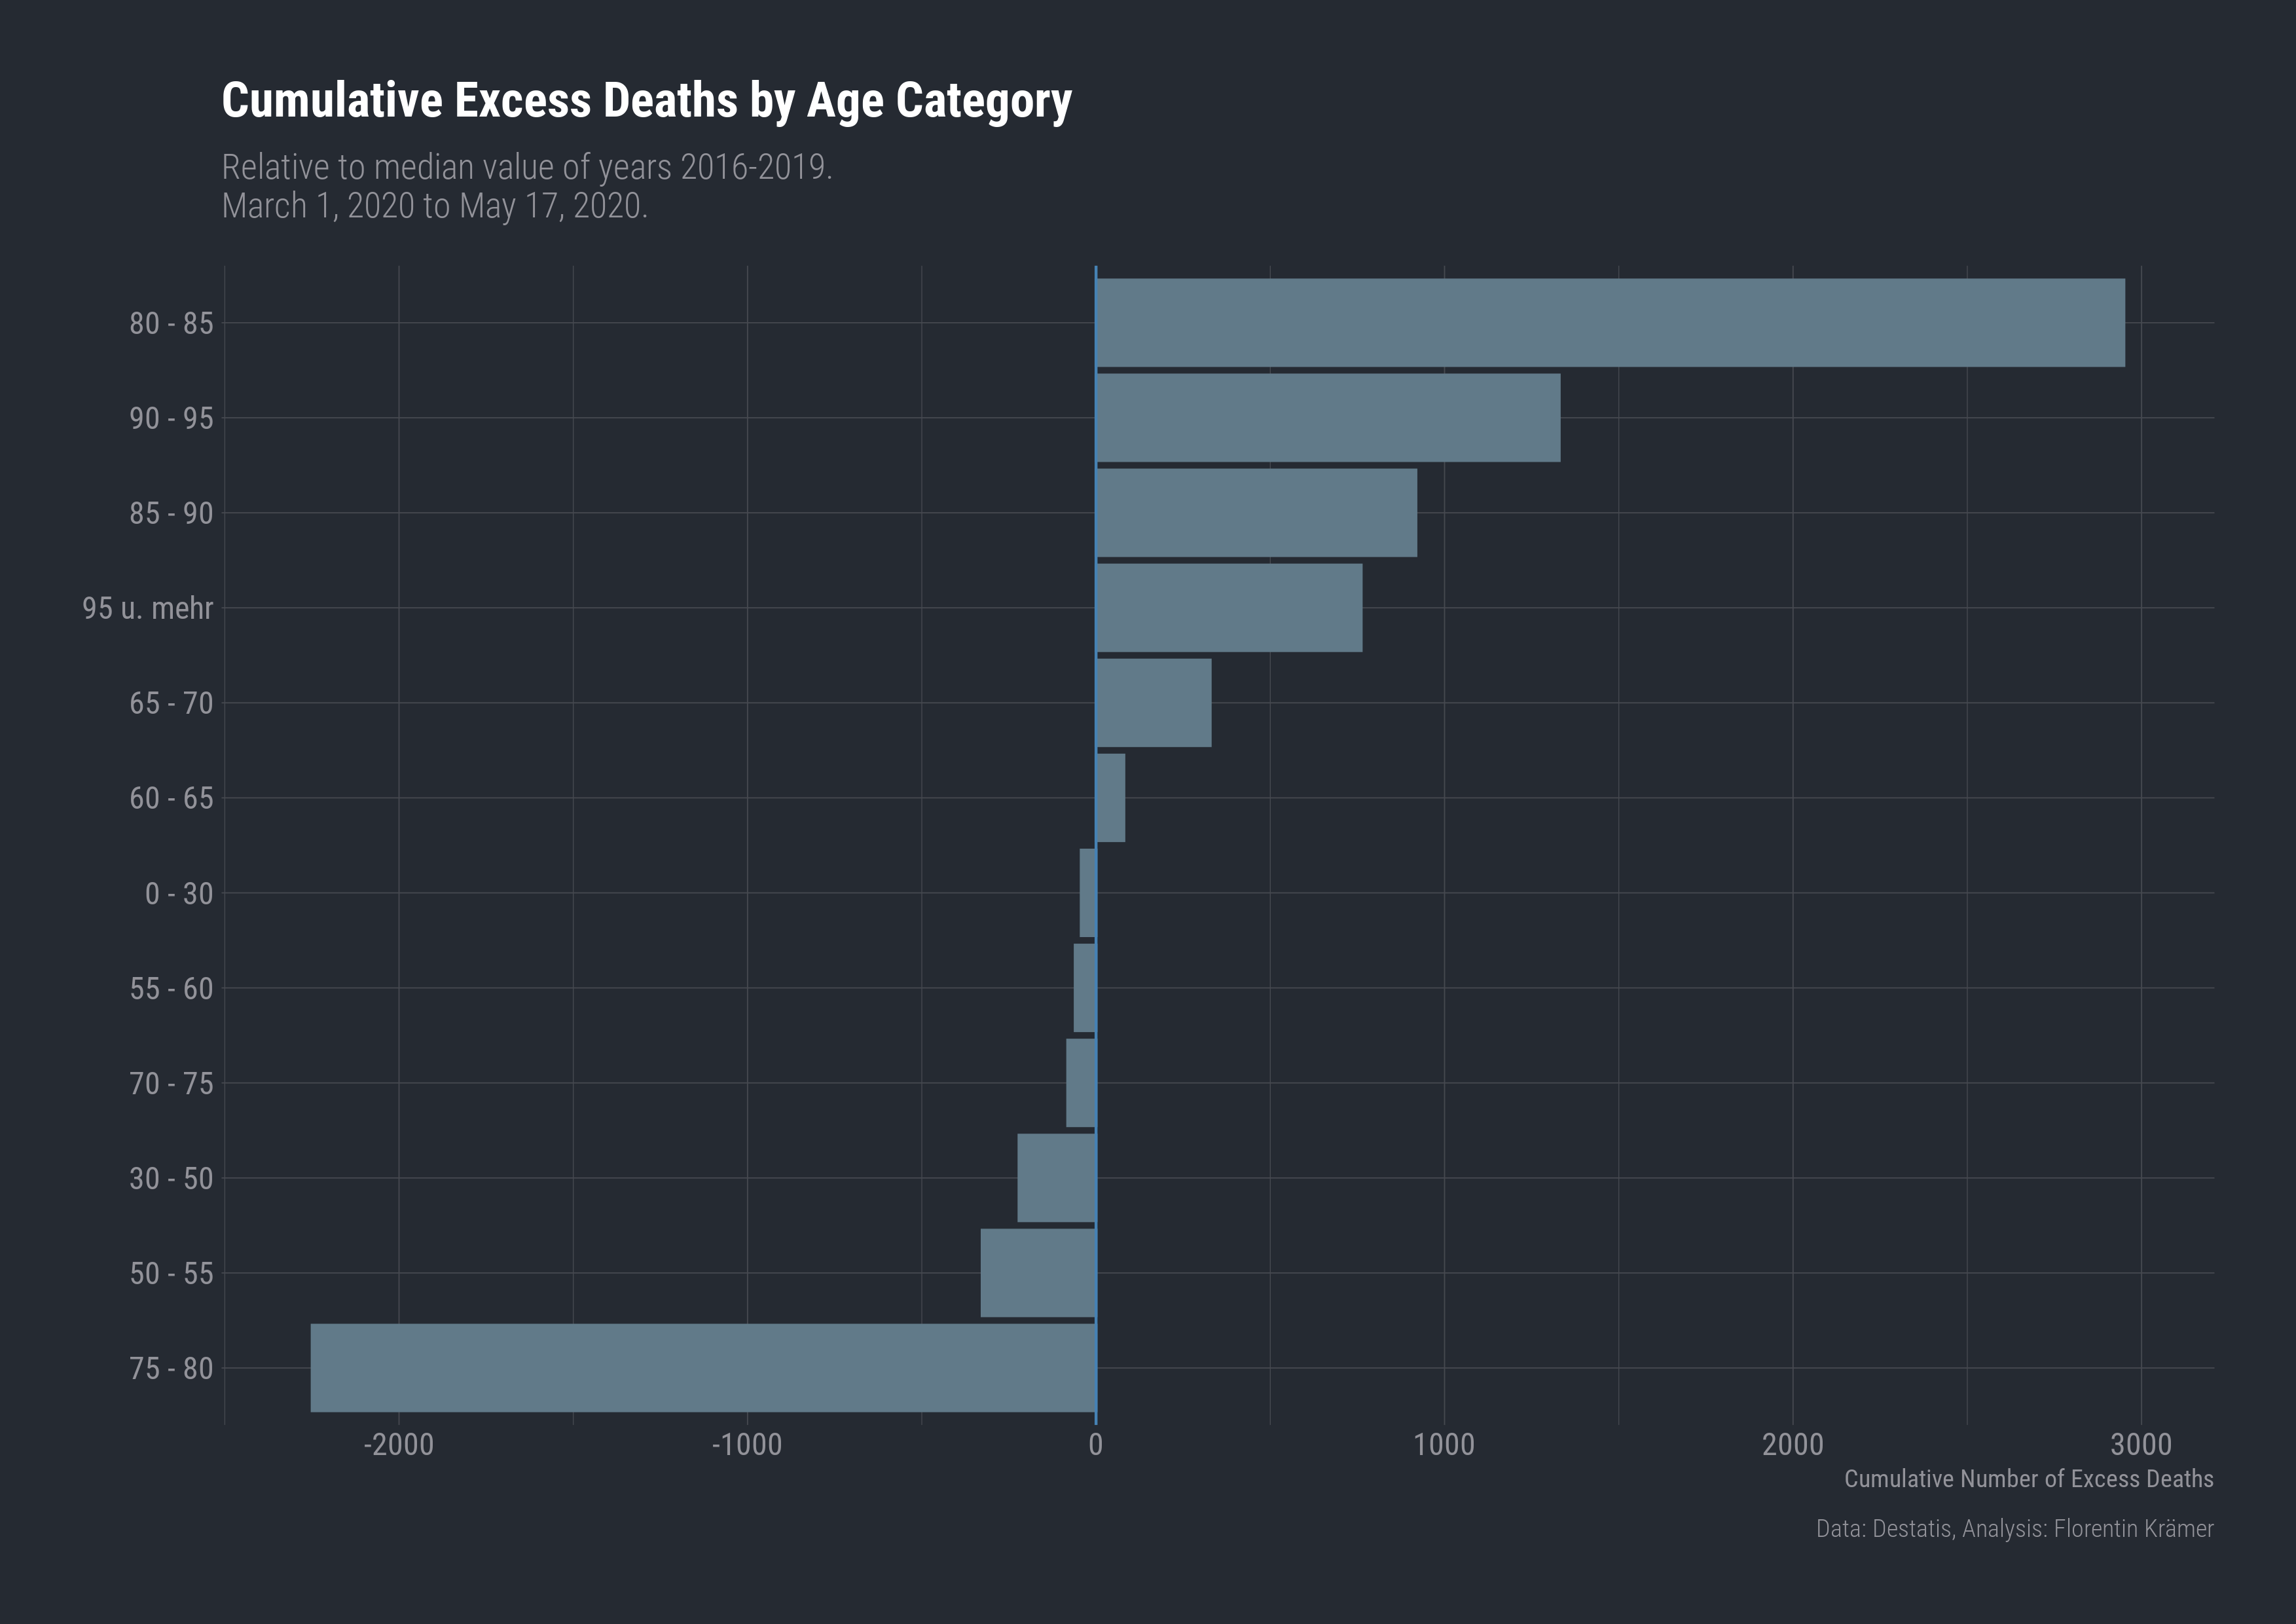 Cumulative Excess Deaths by Age Category
Relative to median value of years 2016-2019.
March 1, 2020 to May 17, 2020.
80 - 85
90 - 95
85 - 90
95 u. mehr
65 - 70
60 - 65
0 - 30
55 - 60
70 - 75
30 - 50
50 - 55
75 - 80
-2000 -1000 0 1000 2000 3000
Cumulative Number of Excess Deaths
Data: Destatis, Analysis: Florentin Krämer